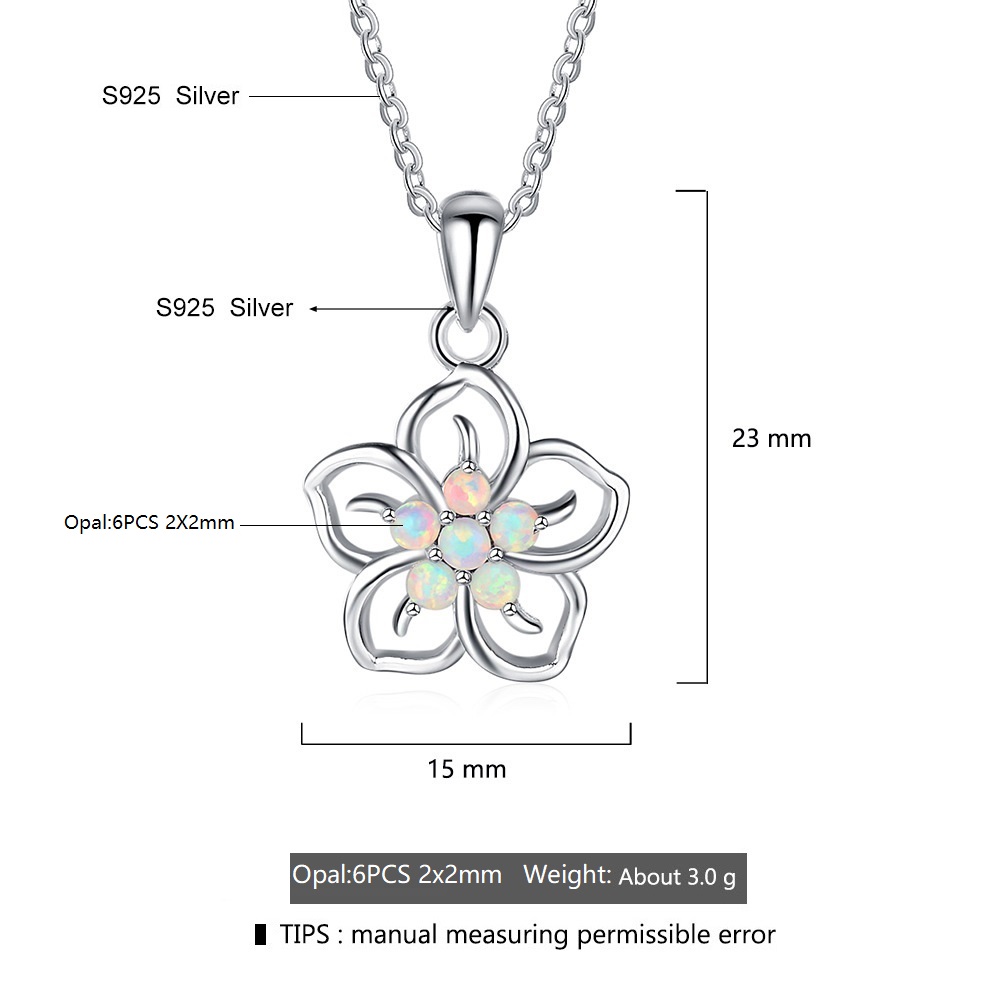 S925 Silver
S925 Silver
23 mm
Opal:6PCS 2X2mm
15 mm
Opal:6PCS 2x2mm Weight: About 3.0 g
TIPS : manual measuring permissible error